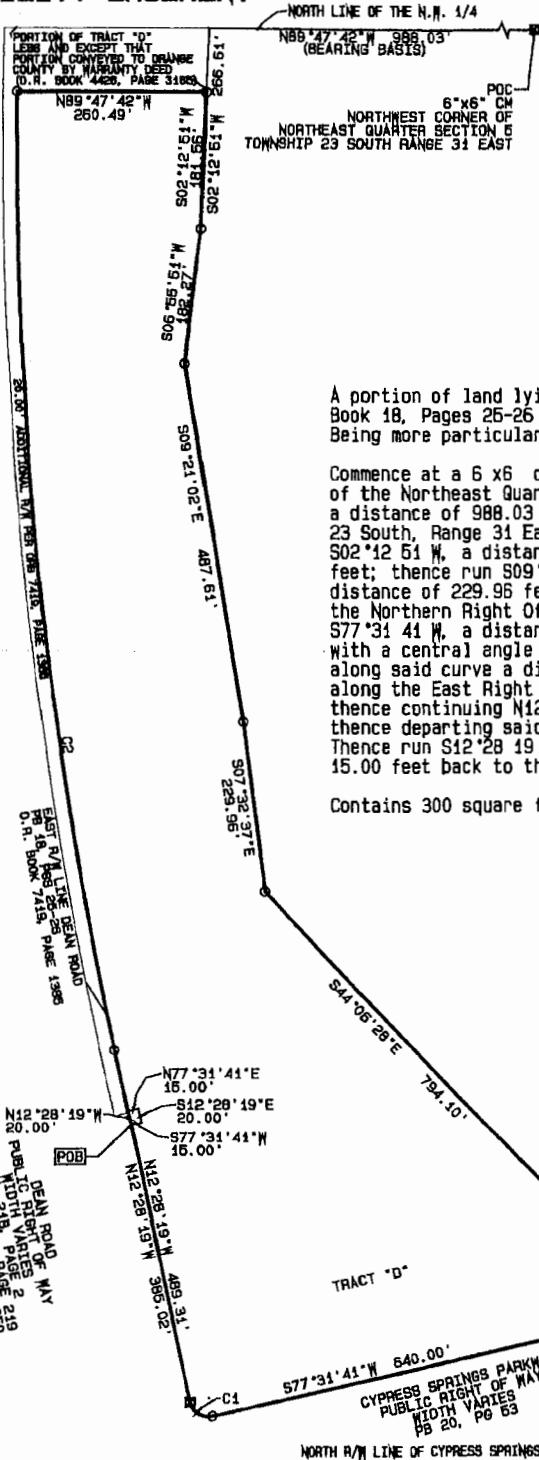 NORTH LINE OF THE N.W. 1/4
N89°47'42"W 988.03'
(BEARING BASIS)
PORTION OF TRACT "D"
LESS AND EXCEPT THAT
PORTION CONVEYED TO ORANGE
COUNTY BY WARRANTY DEED
N89°47'42"W
250.49'
266.61'
POC
6"x6" CM
NORTHWEST CORNER OF
NORTHEAST QUARTER SECTION 5
TOWNSHIP 23 SOUTH RANGE 31 EAST
S02°12'51"W
181.56'
S02°12'51"W
S06°55'51"W
182.27'
A portion of land lyi
Book 18, Pages 25-26
Being more particular
Commence at a 6 x6 c
of the Northeast Quar
a distance of 988.03
23 South, Range 31 Ea
S02°12 51 W, a distan
feet; thence run S09°
distance of 229.96 fe
the Northern Right Of
S77°31 41 W, a distan
with a central angle
along said curve a di
along the East Right
thence continuing N12
thence departing said
Thence run S12°28 19
15.00 feet back to th
Contains 300 square f
S09°21'02"E
487.61'
ADDITIONAL R/W PER ORB 7419, PAGE 1386
C2
S07°32'37"E
229.96'
EAST R/W LINE DEAN ROAD
PB 18, PGS 25-26
O.R. BOOK 7419, PAGE 1386
S44°06'28"E
794.10'
N77°31'41"E
15.00'
N12°28'19"W
20.00'
S12°28'19"E
20.00'
S77°31'41"W
15.00'
POB
DEAN ROAD
PUBLIC RIGHT OF WAY
WIDTH VARIES
PAGE 2
PAGE 219
N12°28'19"W 489.31'
N12°28'19"W 385.02'
TRACT "D"
C1
S77°31'41"W 640.00'
CYPRESS SPRINGS PARKW
PUBLIC RIGHT OF WAY
WIDTH VARIES
PB 20, PG 53
NORTH R/W LINE OF CYPRESS SPRINGS